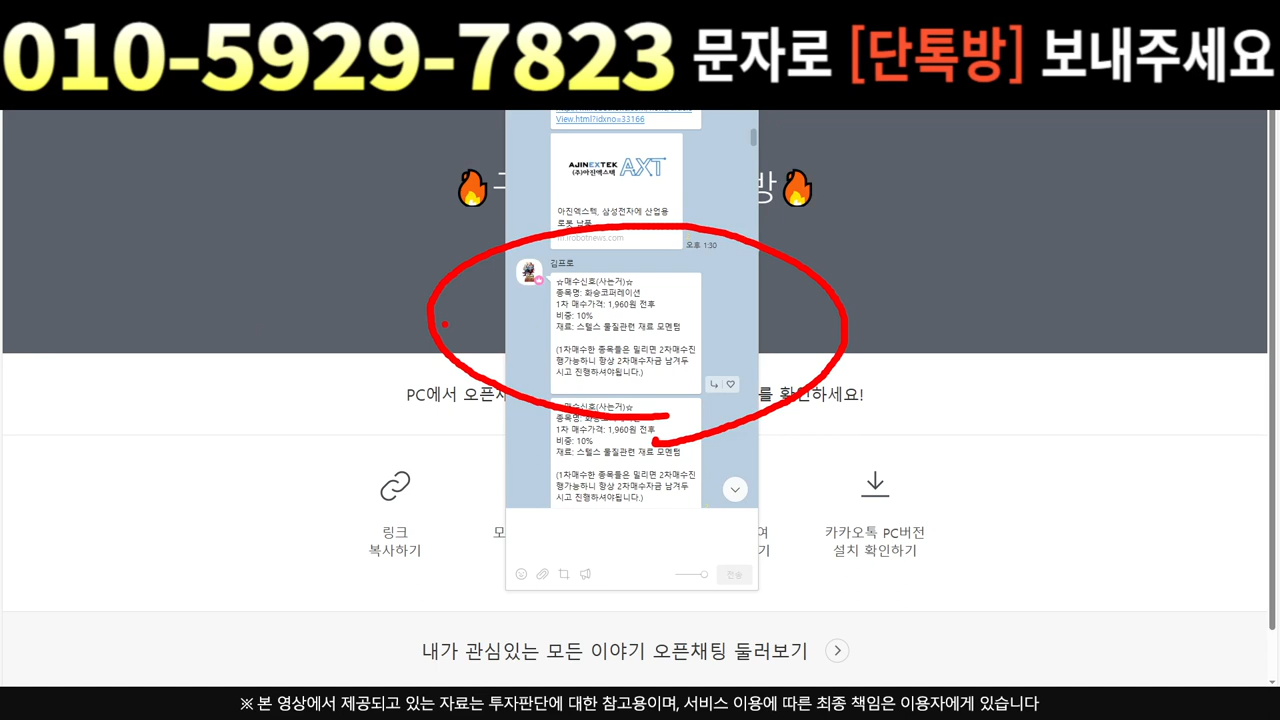 010-5929-7823 문자로 [단톡방] 보내주세요
View.html?idxno=33166
AJINEXTEK
(주)아진엑스텍
AXT
방
아진엑스텍, 삼성전자에 산업용
로봇 납품
m.irobotnews.com
오후 1:30
김프로
☆매수신호(사는거)☆
종목명: 화승코퍼레이션
1차 매수가격: 1,960원 전후
비중: 10%
재료: 스텔스 물질관련 재료 모멘텀
(1차매수한 종목들은 밀리면 2차매수진
행가능하니 항상 2차매수자금 남겨두
시고 진행하셔야됩니다.)
PC에서 오픈채
를 확인하세요!
매수신호(사는거)☆
종목명:
1차 매수가격: 1,960원 전후
비중: 10%
재료: 스텔스 물질관련 재료 모멘텀
(1차매수한 종목들은 밀리면 2차매수진
행가능하니 항상 2차매수자금 남겨두
시고 진행하셔야됩니다.)
링크
복사하기
모
여
기
카카오톡 PC버전
설치 확인하기
전송
내가 관심있는 모든 이야기 오픈채팅 둘러보기
※ 본 영상에서 제공되고 있는 자료는 투자판단에 대한 참고용이며, 서비스 이용에 따른 최종 책임은 이용자에게 있습니다